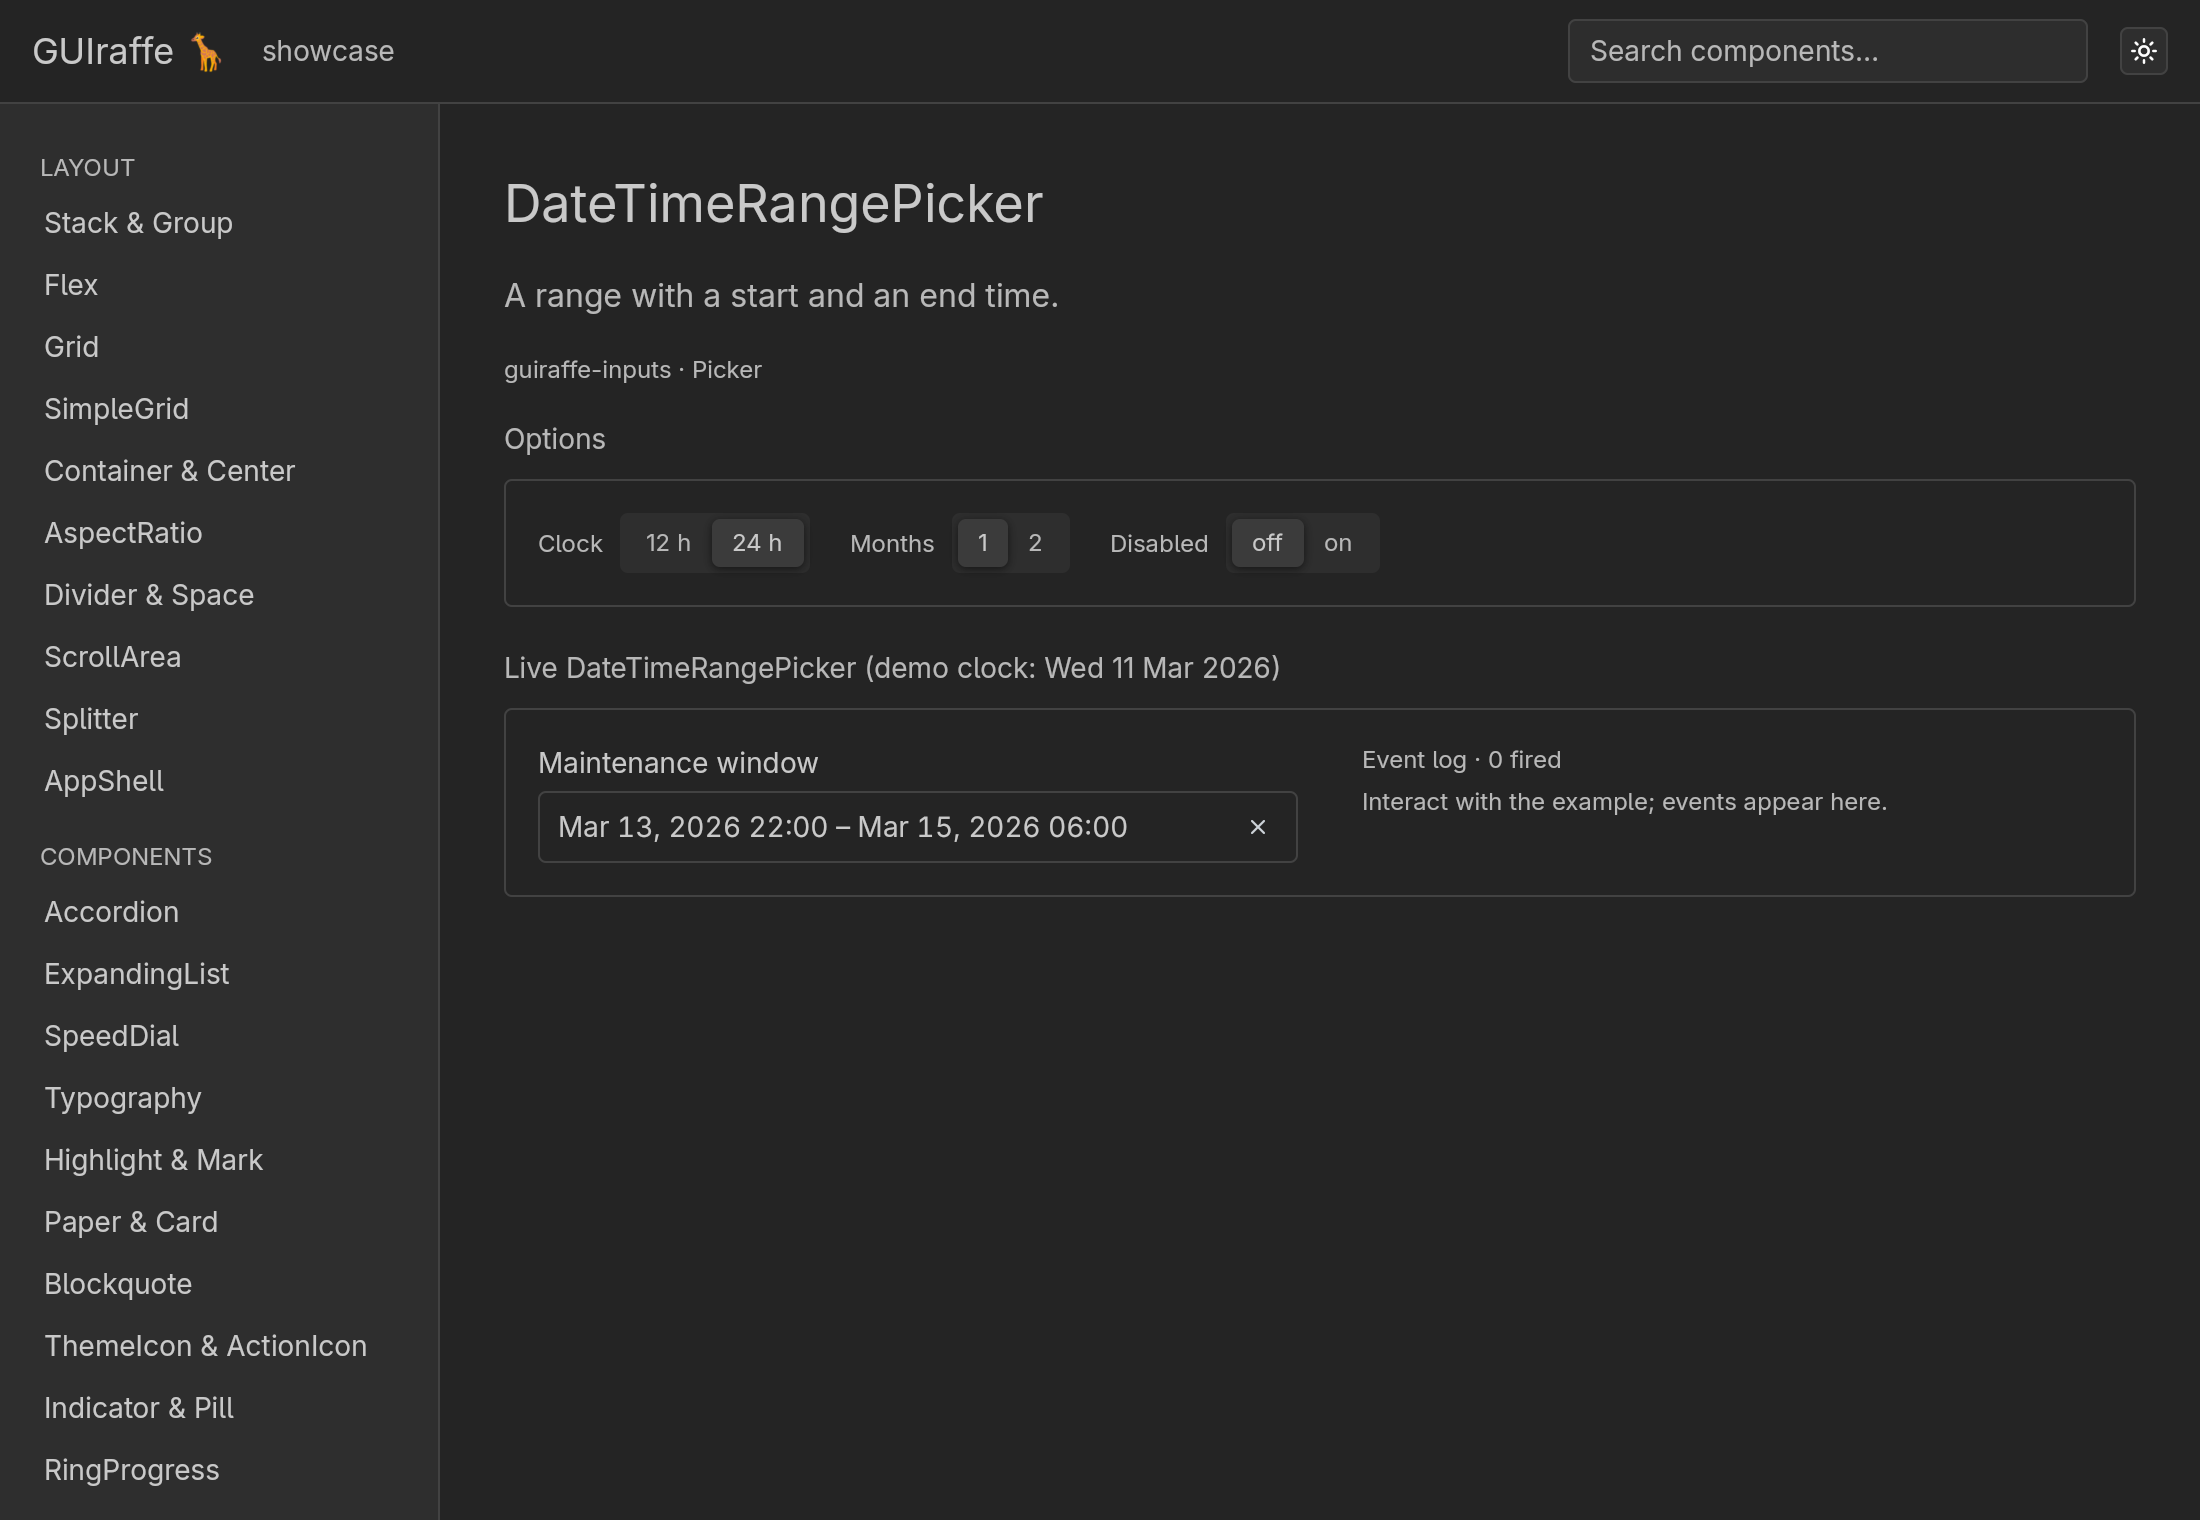 GUIraffe 🦒 showcase
Search components...
LAYOUT
Stack & Group
Flex
Grid
SimpleGrid
Container & Center
AspectRatio
Divider & Space
ScrollArea
Splitter
AppShell
COMPONENTS
Accordion
ExpandingList
SpeedDial
Typography
Highlight & Mark
Paper & Card
Blockquote
ThemeIcon & ActionIcon
Indicator & Pill
RingProgress
DateTimeRangePicker
A range with a start and an end time.
guiraffe-inputs · Picker
Options
Clock 12 h 24 h Months 1 2 Disabled off on
Live DateTimeRangePicker (demo clock: Wed 11 Mar 2026)
Maintenance window
Mar 13, 2026 22:00 – Mar 15, 2026 06:00
Event log · 0 fired
Interact with the example; events appear here.